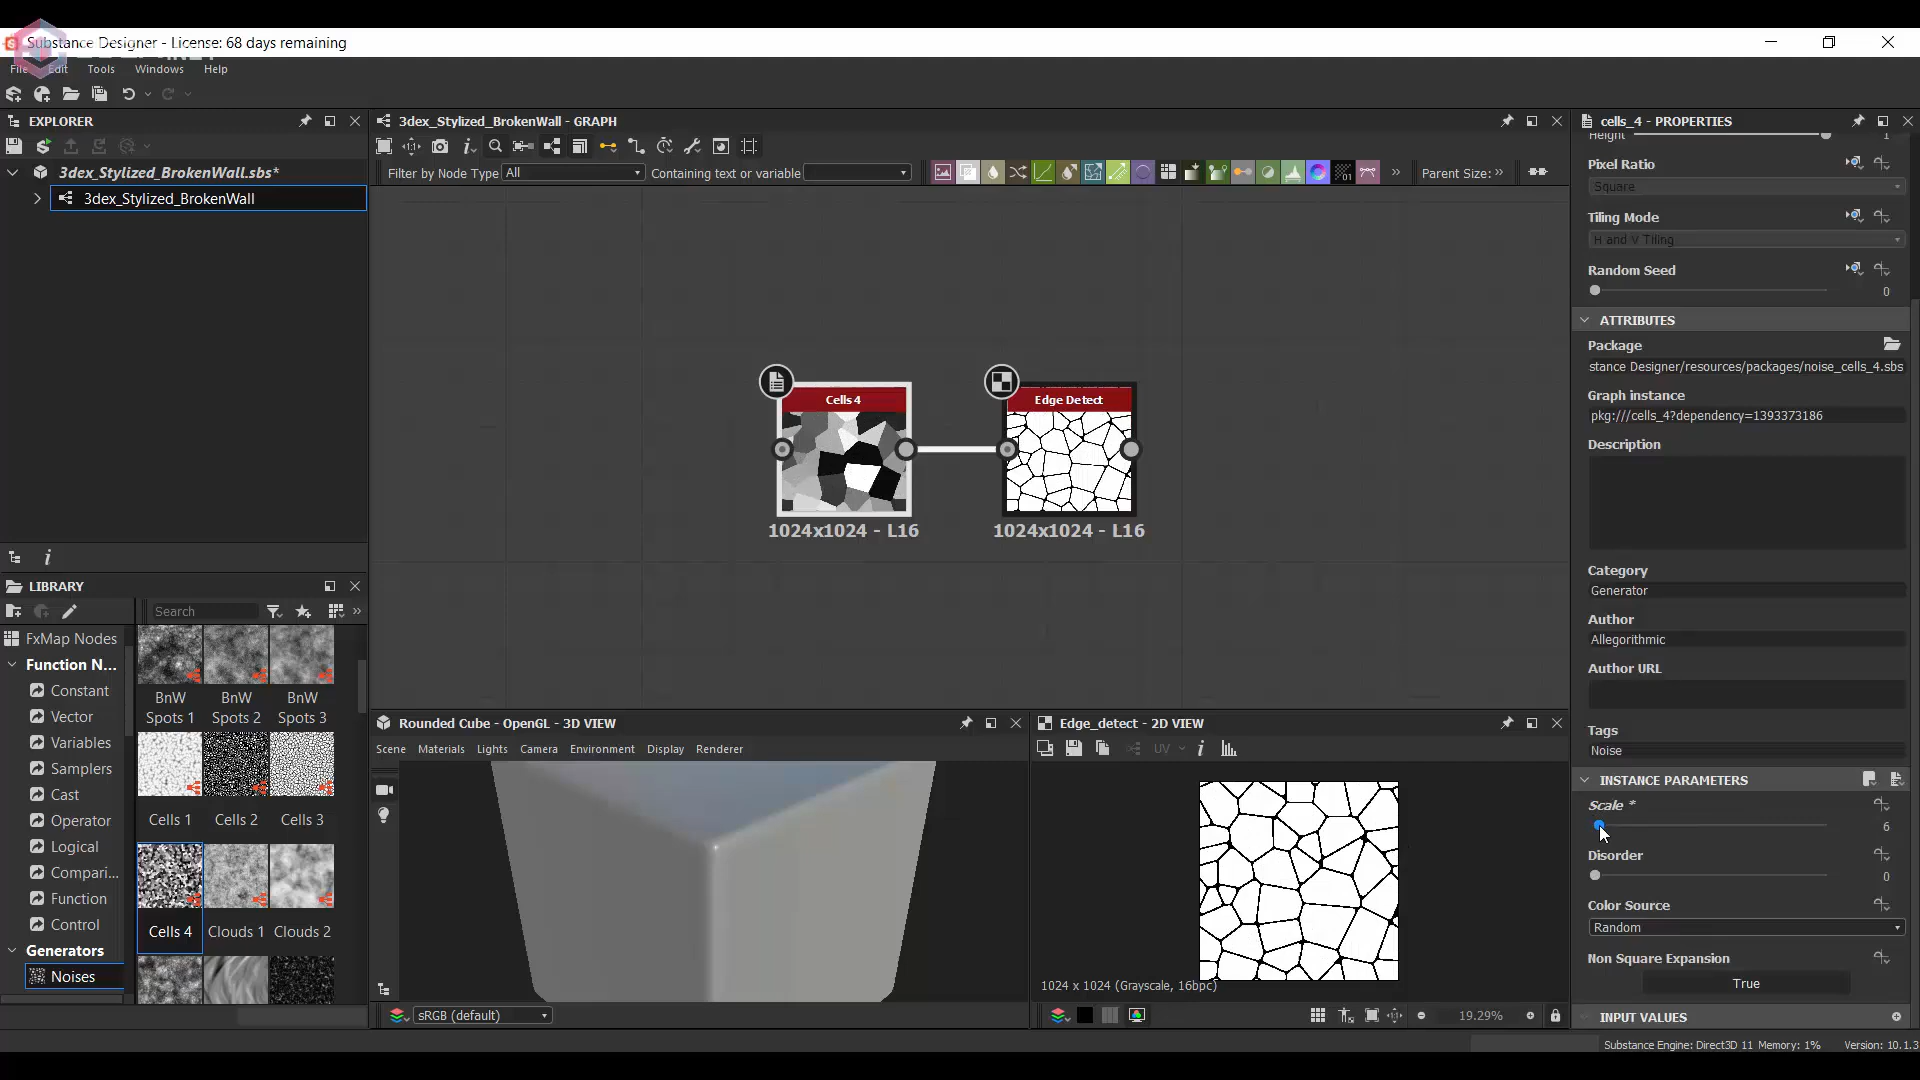 Substance Designer - License: 68 days remaining
File Edit Tools Windows Help
EXPLORER
3dex_Stylized_BrokenWall.sbs*
3dex_Stylized_BrokenWall
LIBRARY
Search
FxMap Nodes
Function N...
Constant
Vector
Variables
Samplers
Cast
Operator
Logical
Compari...
Function
Control
Generators
Noises
BnW Spots 1
BnW Spots 2
BnW Spots 3
Cells 1
Cells 2
Cells 3
Cells 4
Clouds 1
Clouds 2
3dex_Stylized_BrokenWall - GRAPH
Filter by Node Type All
Containing text or variable
Parent Size:
Cells 4
1024x1024 - L16
Edge Detect
1024x1024 - L16
Rounded Cube - OpenGL - 3D VIEW
Scene Materials Lights Camera Environment Display Renderer
sRGB (default)
Edge_detect - 2D VIEW
UV
1024 x 1024 (Grayscale, 16bpc)
19.29%
cells_4 - PROPERTIES
Height 1
Pixel Ratio
Square
Tiling Mode
H and V Tiling
Random Seed
0
ATTRIBUTES
Package
stance Designer/resources/packages/noise_cells_4.sbs
Graph instance
pkg:///cells_4?dependency=1393373186
Description
Category
Generator
Author
Allegorithmic
Author URL
Tags
Noise
INSTANCE PARAMETERS
Scale *
6
Disorder
0
Color Source
Random
Non Square Expansion
True
INPUT VALUES
Substance Engine: Direct3D 11 Memory: 1% Version: 10.1.3